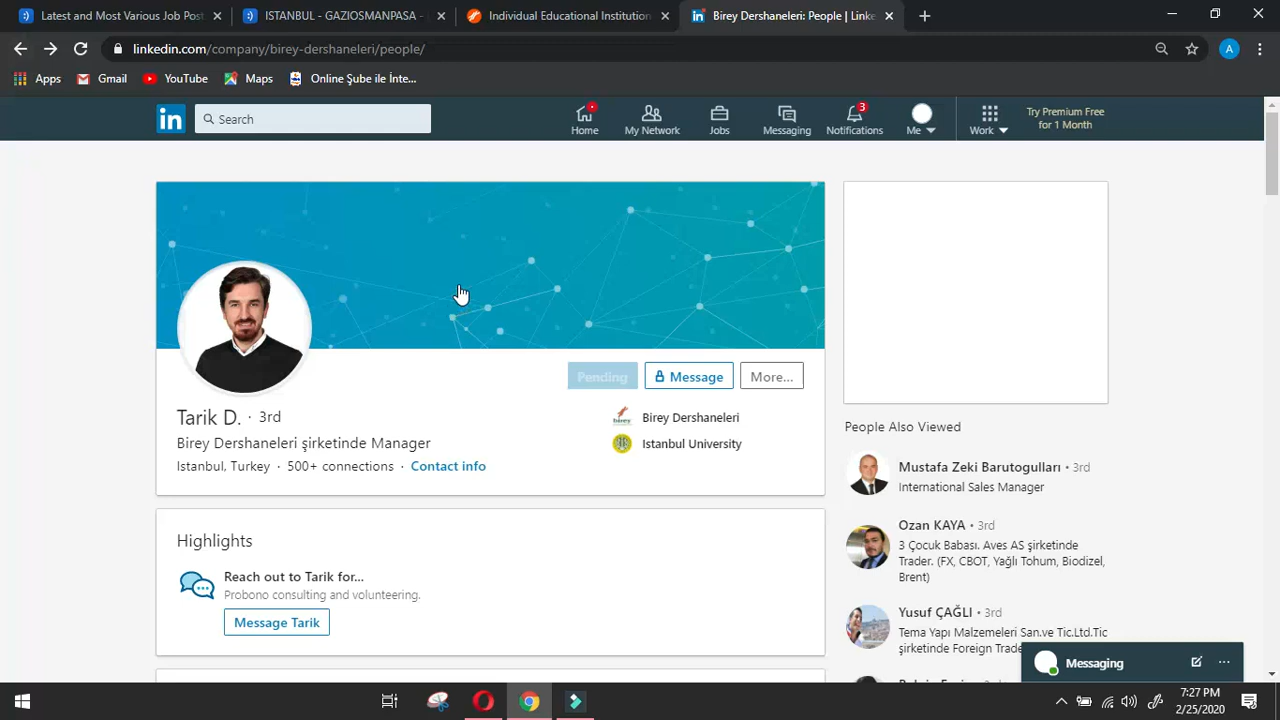 Latest and Most Various Job Post
ISTANBUL - GAZIOSMANPASA -
Individual Educational Institution
Birey Dershaneleri: People | Linke
linkedin.com/company/birey-dershaneleri/people/
A
Apps
Gmail
YouTube
Maps
Online Şube ile İnte...
in
Search
Home
My Network
Jobs
Messaging
3
Notifications
Me
Work
Try Premium Free
for 1 Month
Pending
Message
More...
Tarik D. · 3rd
Birey Dershaneleri şirketinde Manager
Istanbul, Turkey · 500+ connections · Contact info
Birey Dershaneleri
Istanbul University
Highlights
Reach out to Tarik for...
Probono consulting and volunteering.
Message Tarik
People Also Viewed
Mustafa Zeki Barutogulları • 3rd
International Sales Manager
Ozan KAYA • 3rd
3 Çocuk Babası. Aves AS şirketinde
Trader. (FX, CBOT, Yağlı Tohum, Biodizel,
Brent)
Yusuf ÇAĞLI • 3rd
Tema Yapı Malzemeleri San.ve Tic.Ltd.Tic
şirketinde Foreign Trade
Messaging
7:27 PM
2/25/2020